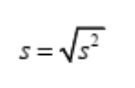 s = √s²